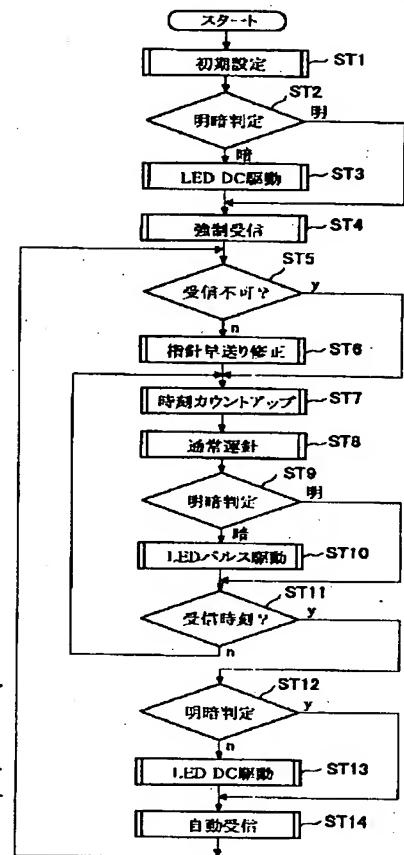 スタート
初期設定 ST1
ST2
明暗判定 明
暗
LED DC駆動 ST3
強制受信 ST4
ST5
受信不可? y
n
指針早送り修正 ST6
時刻カウントアップ ST7
通常運針 ST8
ST9
明暗判定 明
暗
LEDパルス駆動 ST10
ST11
受信時刻? y
n
ST12
明暗判定 y
n
LED DC駆動 ST13
自動受信 ST14